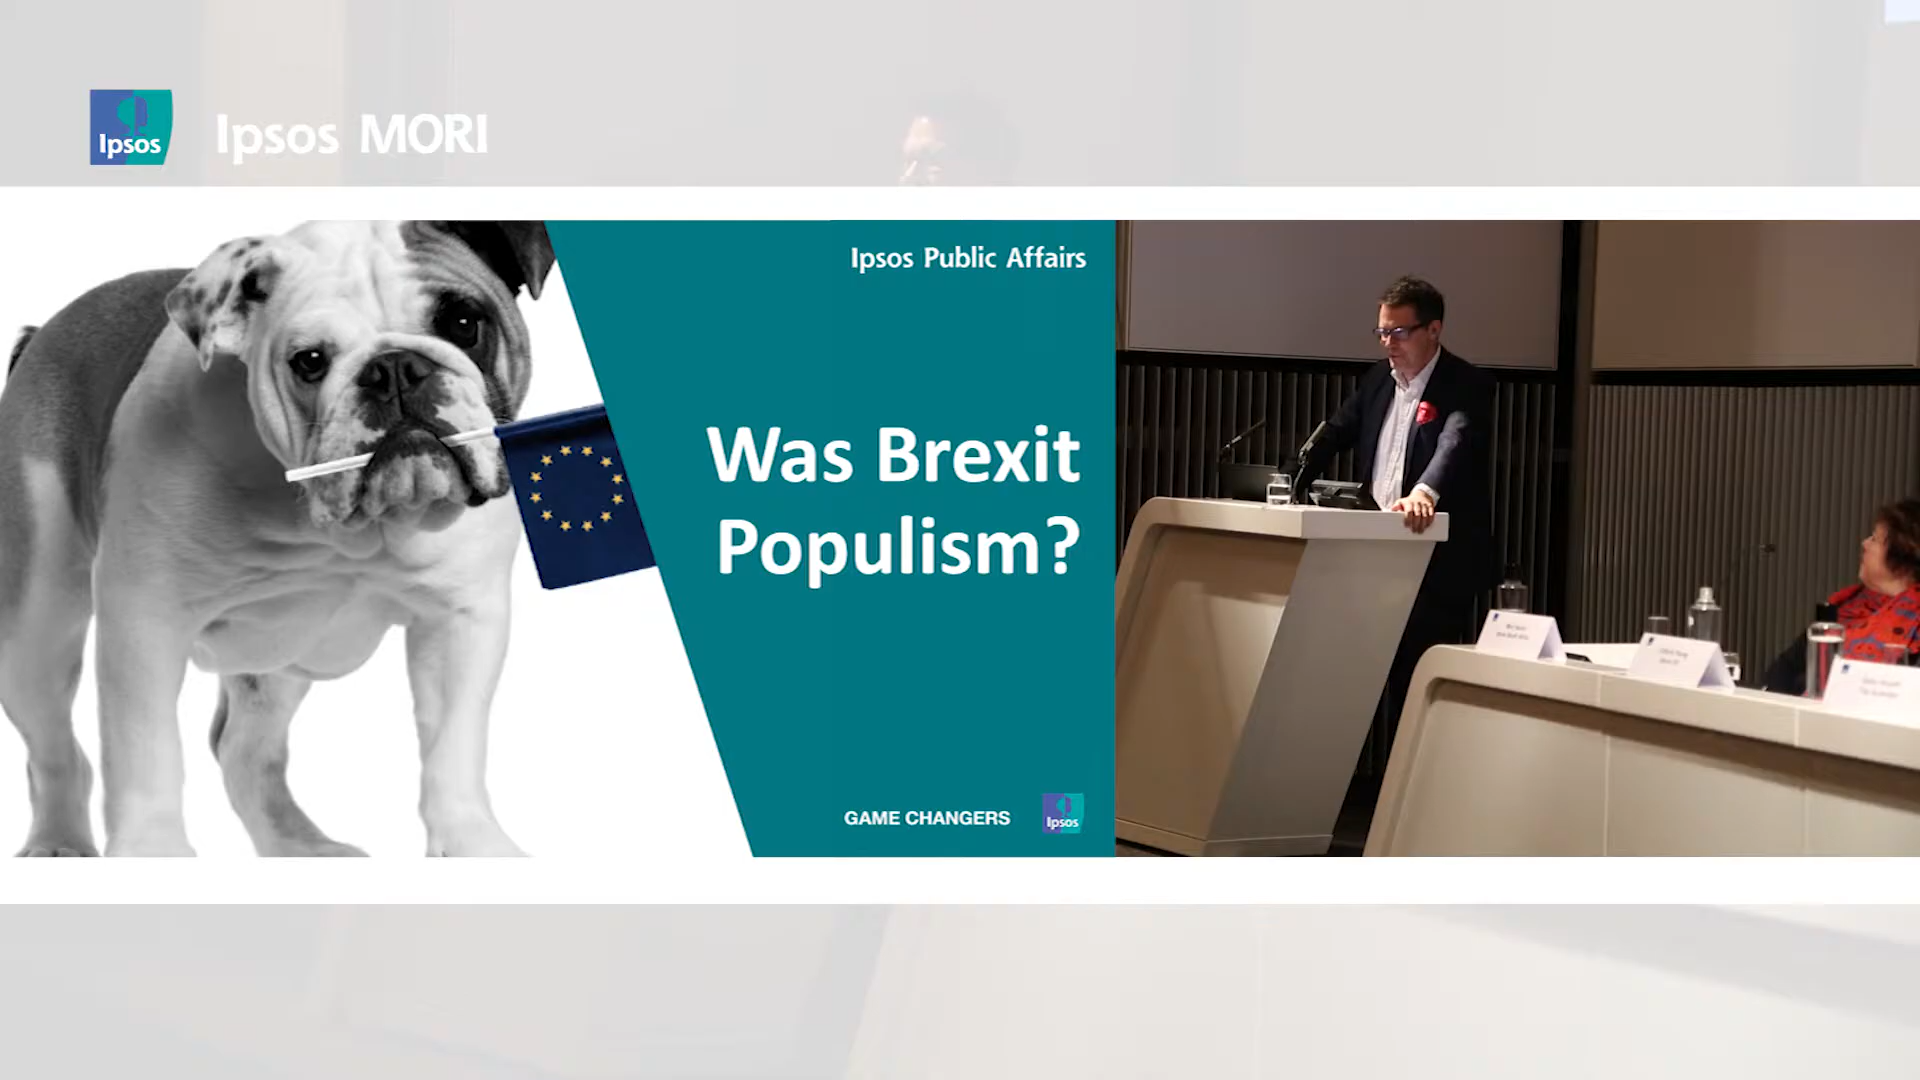 Ipsos
Ipsos MORI
Ipsos Public Affairs
Was Brexit
Populism?
GAME CHANGERS
Ipsos